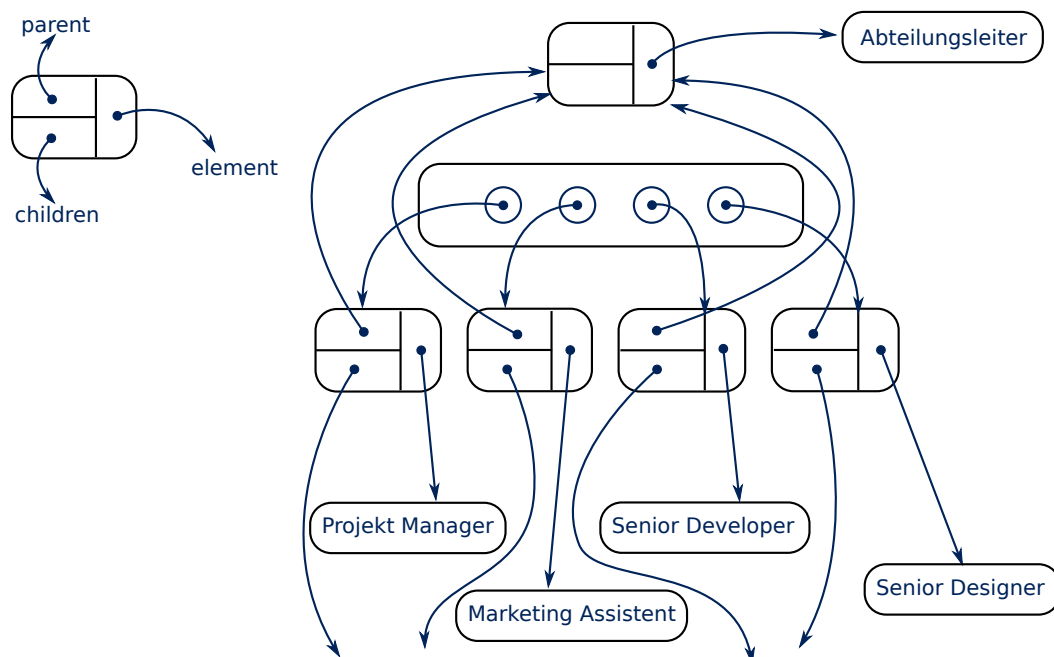 parent
element
children
Abteilungsleiter
Projekt Manager
Senior Developer
Marketing Assistent
Senior Designer